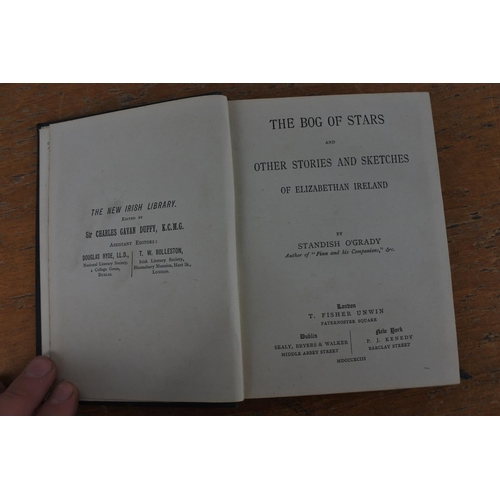 THE NEW IRISH LIBRARY.
EDITED BY
Sir CHARLES GAVAN DUFFY, K.C.M.G.
ASSISTANT EDITORS:
DOUGLAS HYDE, LL.D.,
National Literary Society,
4 College Green,
DUBLIN.
T. W. ROLLESTON,
Irish Literary Society,
Bloomsbury Mansion, Hart St.,
LONDON.
THE BOG OF STARS
AND
OTHER STORIES AND SKETCHES
OF ELIZABETHAN IRELAND
BY
STANDISH O'GRADY
Author of "Finn and his Companions," &c.
London
T. FISHER UNWIN
PATERNOSTER SQUARE
Dublin
SEALY, BRYERS & WALKER
MIDDLE ABBEY STREET
New York
P. J. KENEDY
BARCLAY STREET
MDCCCXCIII